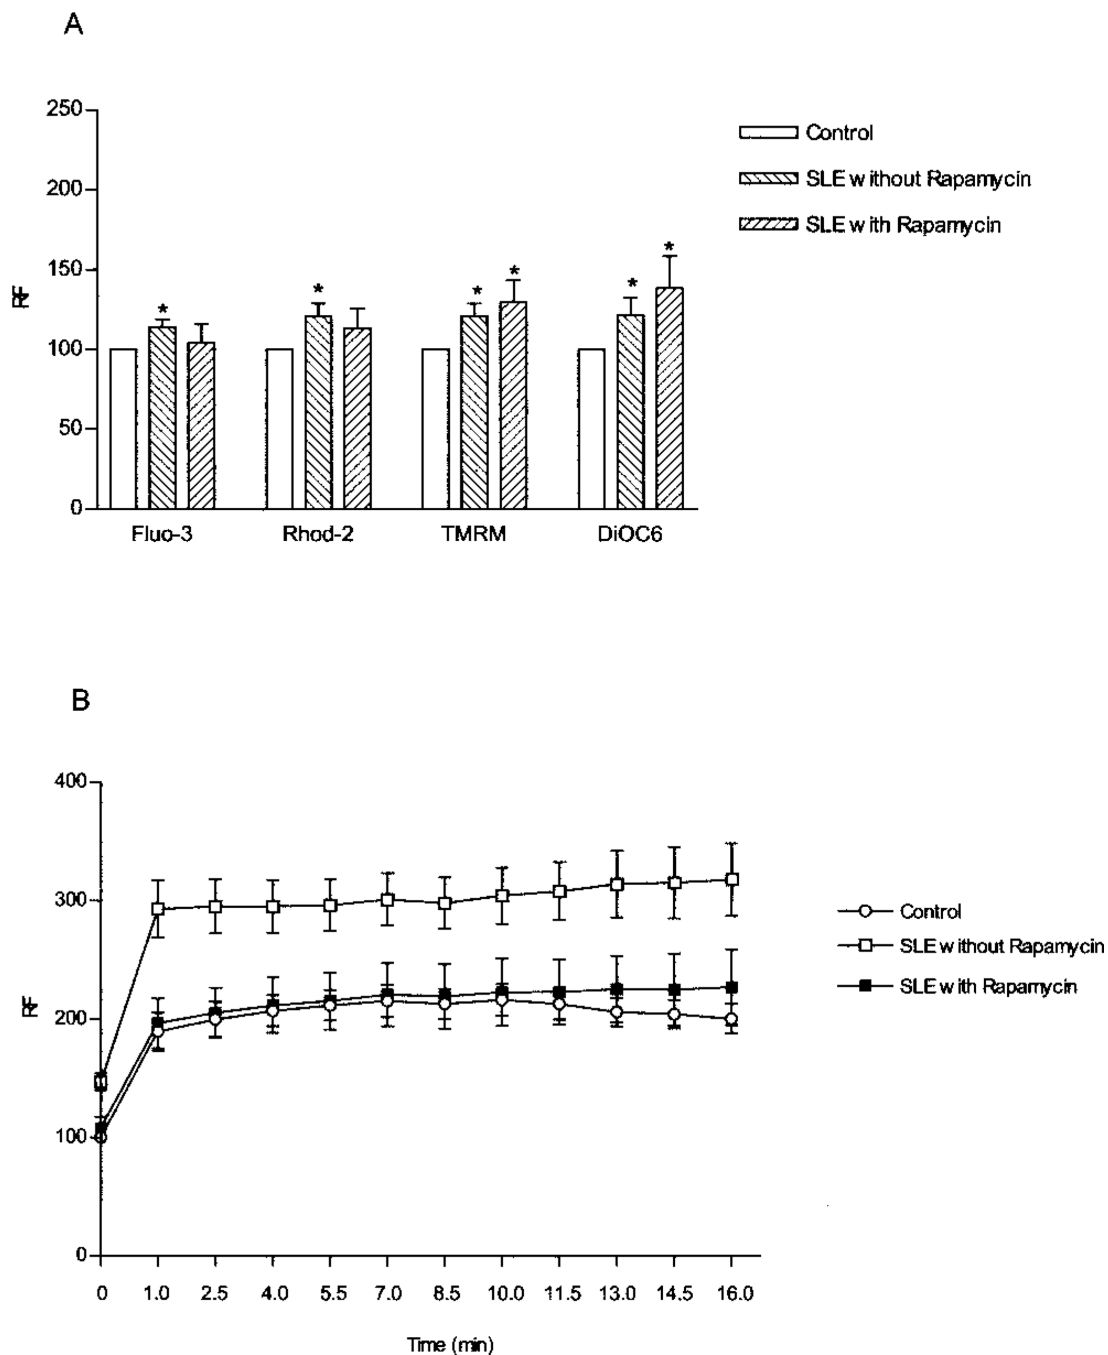 A
250
200
150
100
50
0
RF
* * * * * *
Fluo-3 Rhod-2 TMRM DiOC6
Control
SLE without Rapamycin
SLE with Rapamycin
B
400
300
200
100
0
RF
0 1.0 2.5 4.0 5.5 7.0 8.5 10.0 11.5 13.0 14.5 16.0
Time (min)
Control
SLE without Rapamycin
SLE with Rapamycin